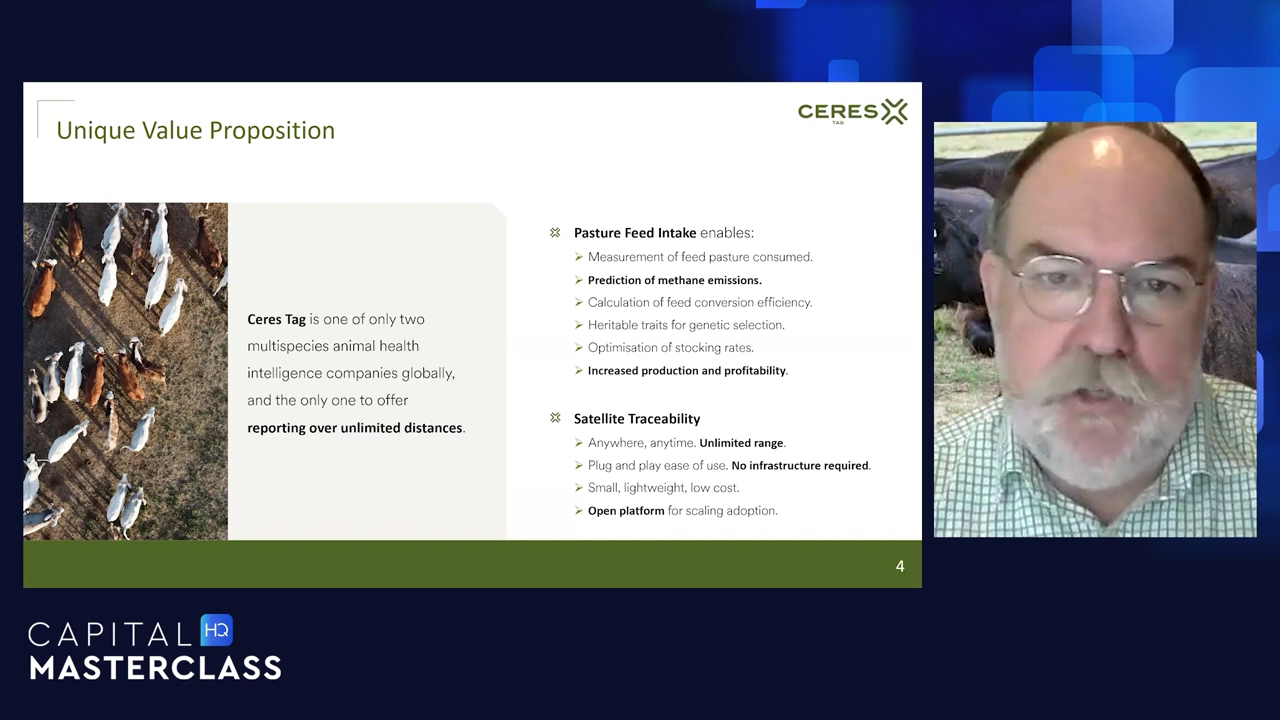 Unique Value Proposition
CERES
TAG
Ceres Tag is one of only two
multispecies animal health
intelligence companies globally,
and the only one to offer
reporting over unlimited distances.
Pasture Feed Intake enables:
Measurement of feed pasture consumed.
Prediction of methane emissions.
Calculation of feed conversion efficiency.
Heritable traits for genetic selection.
Optimisation of stocking rates.
Increased production and profitability.
Satellite Traceability
Anywhere, anytime. Unlimited range.
Plug and play ease of use. No infrastructure required.
Small, lightweight, low cost.
Open platform for scaling adoption.
4
CAPITAL HQ
MASTERCLASS